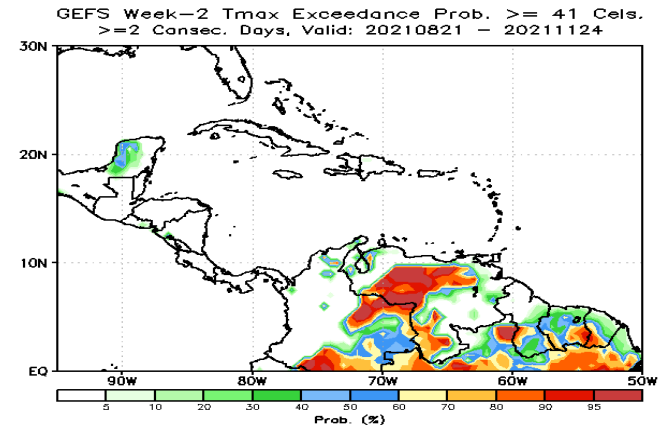 GEFS Week-2 Tmax Exceedance Prob. >= 41 Cels.
>=2 Cansec. Days, Valid: 20210821 - 20211124
30N
20N
10N
EQ
90W 80W 70W 60W 50W
5 10 20 30 40 50 60 70 80 90 95
Prob. (%)